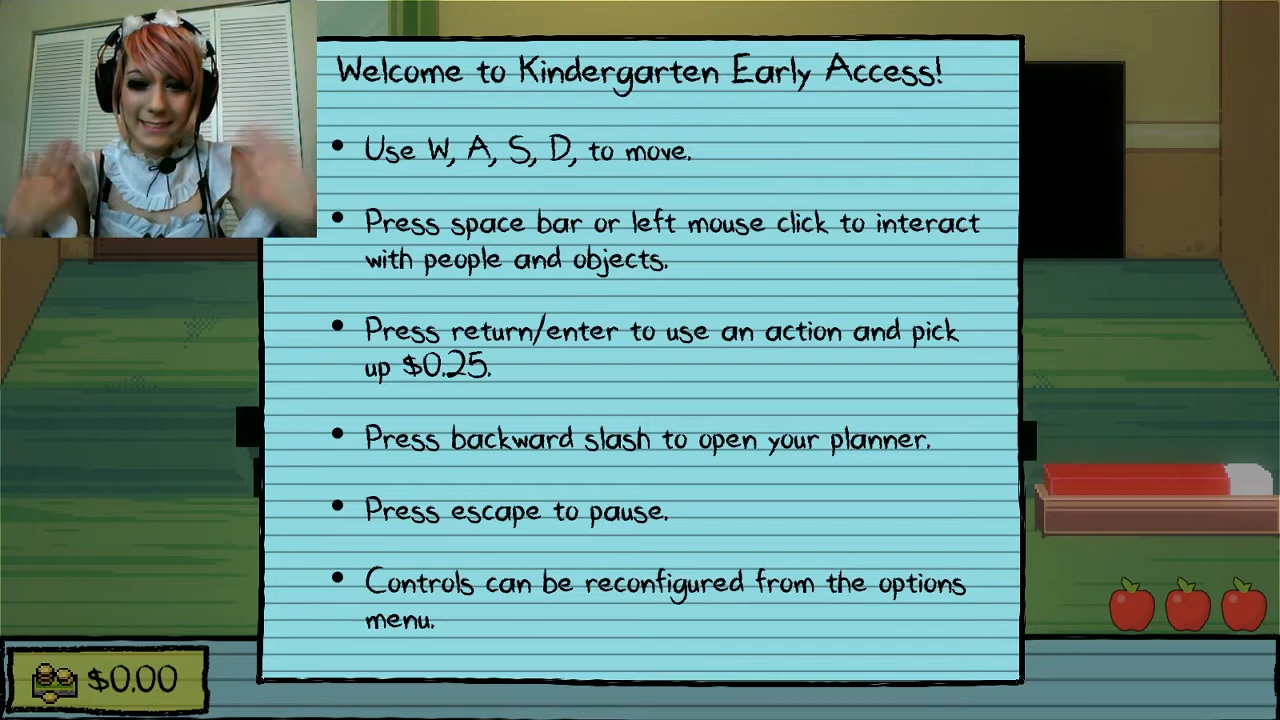 Welcome to Kindergarten Early Access!
• Use W, A, S, D, to move.
• Press space bar or left mouse click to interact
with people and objects.
• Press return/enter to use an action and pick
up $0.25.
• Press backward slash to open your planner.
• Press escape to pause.
• Controls can be reconfigured from the options
menu.
$0.00